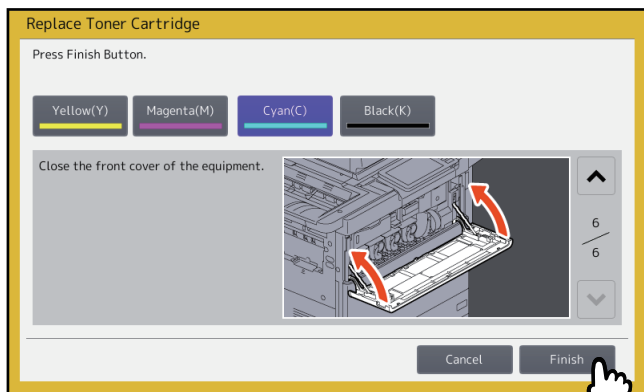 Replace Toner Cartridge
Press Finish Button.
Yellow(Y) Magenta(M) Cyan(C) Black(K)
Close the front cover of the equipment.
6
6
Cancel Finish